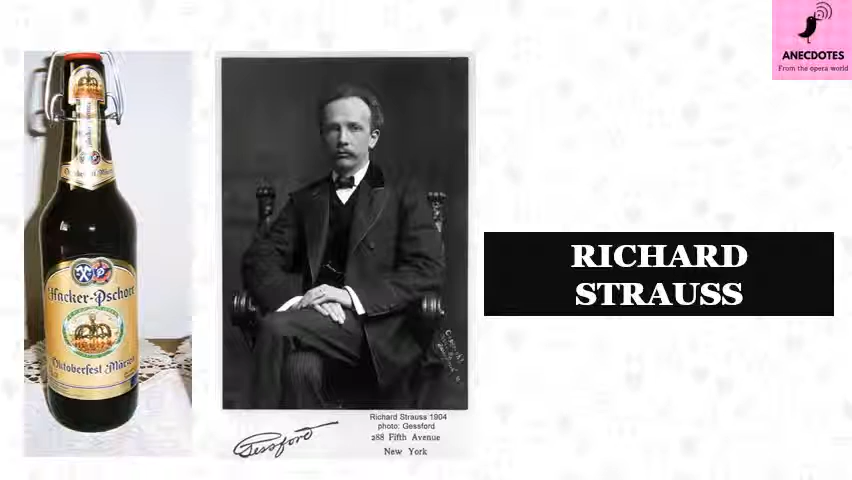 ANECDOTES
From the opera world
Hacker-Pschorr
Oktoberfest Märzen
RICHARD
STRAUSS
Richard Strauss 1904
photo: Gessford
Gessford
288 Fifth Avenue
New York